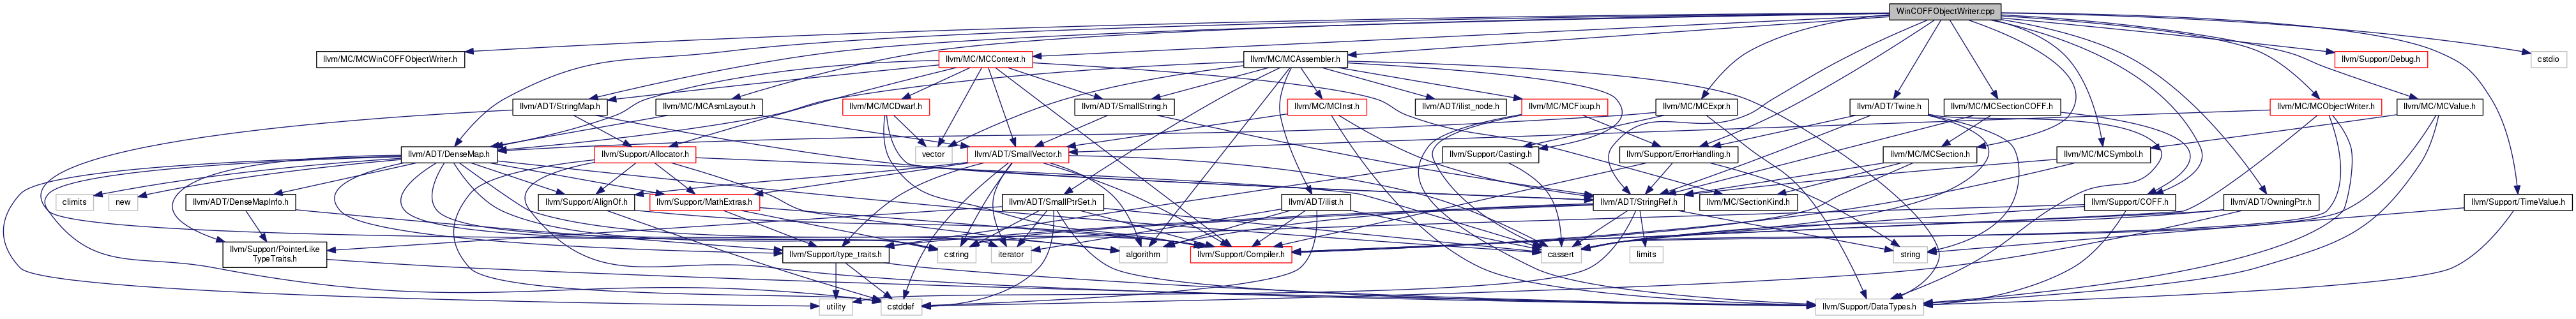 WinCOFFObjectWriter.cpp
llvm/MC/MCWinCOFFObjectWriter.h
llvm/MC/MCContext.h
llvm/MC/MCAssembler.h
llvm/Support/Debug.h
cstdio
llvm/ADT/StringMap.h
llvm/MC/MCAsmLayout.h
llvm/MC/MCDwarf.h
llvm/ADT/SmallString.h
llvm/MC/MCInst.h
llvm/ADT/ilist_node.h
llvm/MC/MCFixup.h
llvm/MC/MCExpr.h
llvm/ADT/Twine.h
llvm/MC/MCSectionCOFF.h
llvm/MC/MCObjectWriter.h
llvm/MC/MCValue.h
llvm/ADT/DenseMap.h
llvm/Support/Allocator.h
vector
llvm/ADT/SmallVector.h
llvm/Support/Casting.h
llvm/Support/ErrorHandling.h
llvm/MC/MCSection.h
llvm/MC/MCSymbol.h
climits
new
llvm/ADT/DenseMapInfo.h
llvm/Support/AlignOf.h
llvm/Support/MathExtras.h
llvm/ADT/SmallPtrSet.h
llvm/ADT/ilist.h
llvm/ADT/StringRef.h
llvm/MC/SectionKind.h
llvm/Support/COFF.h
llvm/ADT/OwningPtr.h
llvm/Support/TimeValue.h
llvm/Support/PointerLike
TypeTraits.h
llvm/Support/type_traits.h
cstring
iterator
algorithm
llvm/Support/Compiler.h
cassert
limits
string
utility
cstddef
llvm/Support/DataTypes.h